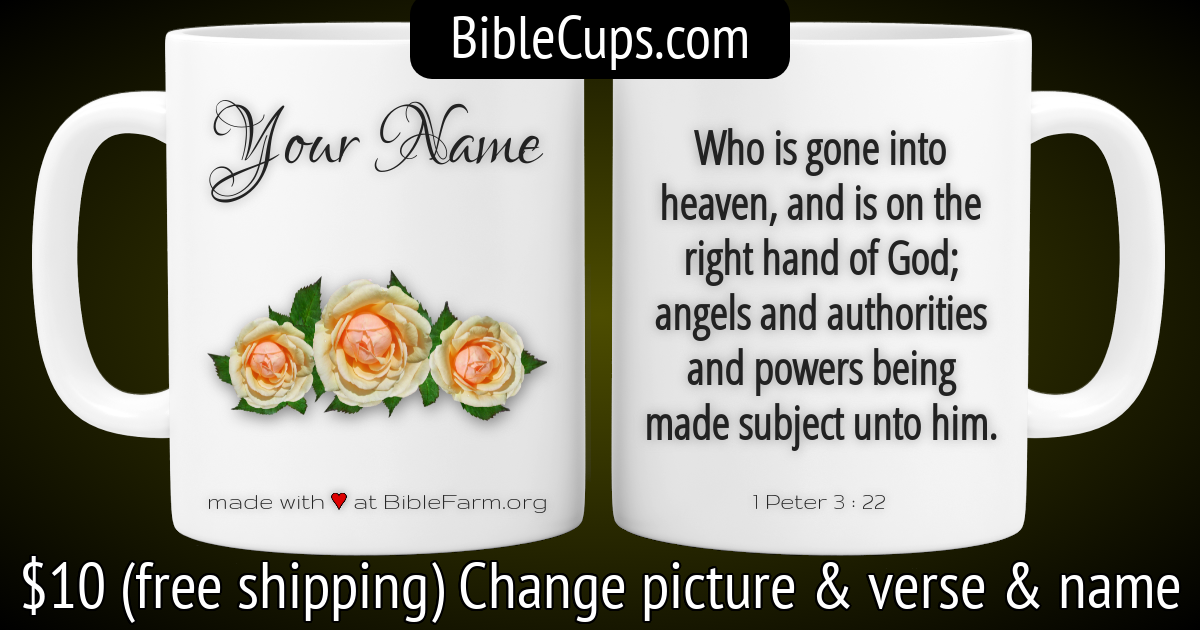 BibleCups.com
Your Name
made with ♥ at BibleFarm.org
Who is gone into
heaven, and is on the
right hand of God;
angels and authorities
and powers being
made subject unto him.
1 Peter 3 : 22
$10 (free shipping) Change picture & verse & name